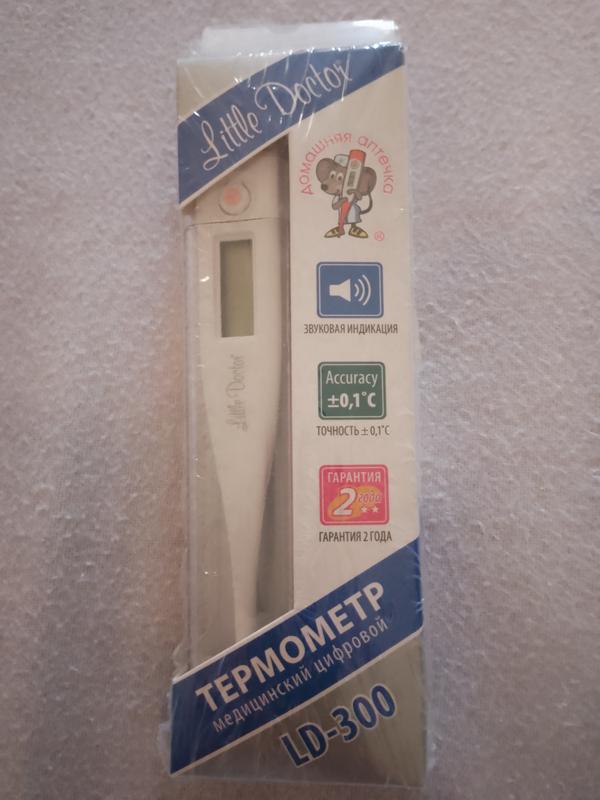 Little Doctor
домашняя аптечка
®
ЗВУКОВАЯ ИНДИКАЦИЯ
Little Doctor
Accuracy
±0,1°C
ТОЧНОСТЬ ± 0,1°C
ГАРАНТИЯ
2 года
ГАРАНТИЯ 2 ГОДА
ТЕРМОМЕТР
медицинский цифровой
LD-300